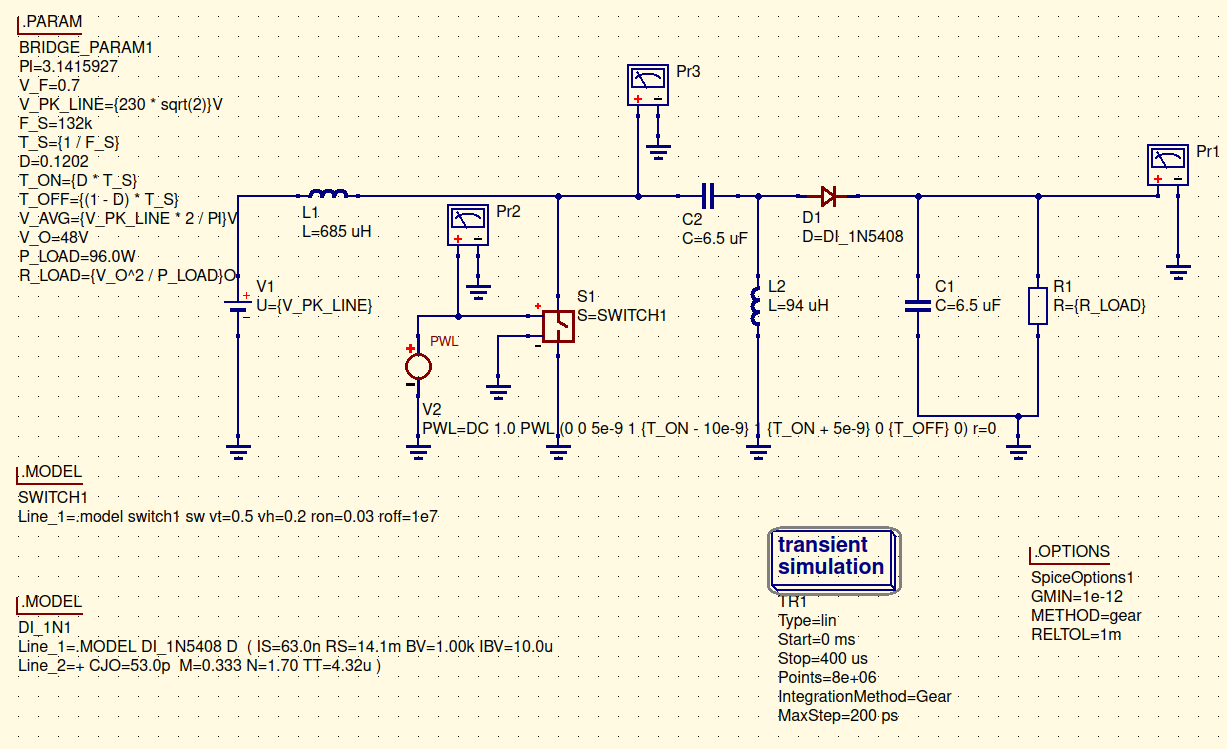 .PARAM
BRIDGE_PARAM1
PI=3.1415927
V_F=0.7
V_PK_LINE={230 * sqrt(2)}V
F_S=132k
T_S={1 / F_S}
D=0.1202
T_ON={D * T_S}
T_OFF={(1 - D) * T_S}
V_AVG={V_PK_LINE * 2 / PI}V
V_O=48V
P_LOAD=96.0W
R_LOAD={V_O^2 / P_LOAD}O
Pr3
+ -
Pr1
+ -
L1
L=685 uH
Pr2
+ -
C2
C=6.5 uF
D1
D=DI_1N5408
+
-
V1
U={V_PK_LINE}
+
-
S1
S=SWITCH1
L2
L=94 uH
C1
C=6.5 uF
R1
R={R_LOAD}
+
-
PWL
V2
PWL=DC 1.0 PWL (0 0 5e-9 1 {T_ON - 10e-9} 1 {T_ON + 5e-9} 0 {T_OFF} 0) r=0
.MODEL
SWITCH1
Line_1=.model switch1 sw vt=0.5 vh=0.2 ron=0.03 roff=1e7
.MODEL
DI_1N1
Line_1=.MODEL DI_1N5408 D ( IS=63.0n RS=14.1m BV=1.00k IBV=10.0u
Line_2=+ CJO=53.0p M=0.333 N=1.70 TT=4.32u )
transient
simulation
TR1
Type=lin
Start=0 ms
Stop=400 us
Points=8e+06
IntegrationMethod=Gear
MaxStep=200 ps
.OPTIONS
SpiceOptions1
GMIN=1e-12
METHOD=gear
RELTOL=1m